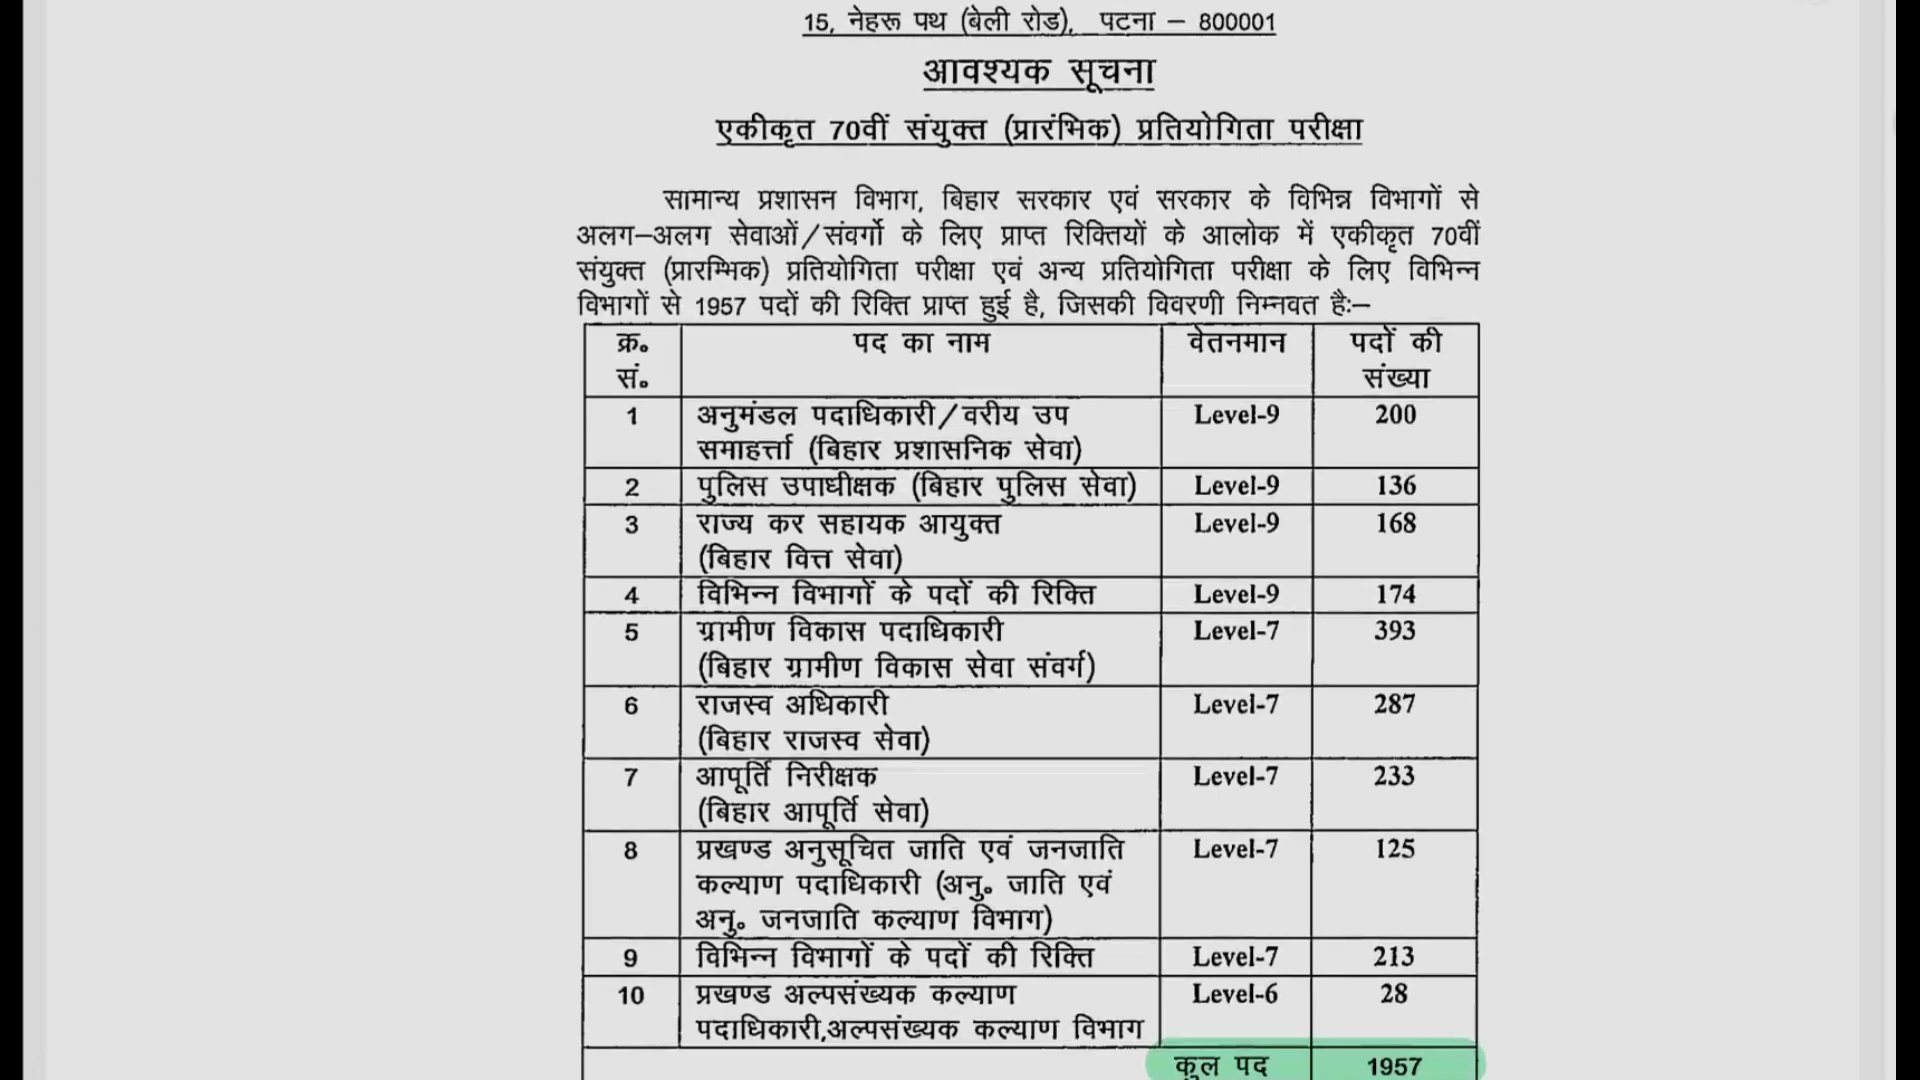 15, नेहरू पथ (बेली रोड), पटना – 800001
आवश्यक सूचना
एकीकृत 70वीं संयुक्त (प्रारंभिक) प्रतियोगिता परीक्षा
सामान्य प्रशासन विभाग, बिहार सरकार एवं सरकार के विभिन्न विभागों से
अलग–अलग सेवाओं/संवर्गो के लिए प्राप्त रिक्तियों के आलोक में एकीकृत 70वीं
संयुक्त (प्रारम्भिक) प्रतियोगिता परीक्षा एवं अन्य प्रतियोगिता परीक्षा के लिए विभिन्न
विभागों से 1957 पदों की रिक्ति प्राप्त हुई है, जिसकी विवरणी निम्नवत है:–
क्र० पद का नाम वेतनमान पदों की
सं० संख्या
1 अनुमंडल पदाधिकारी/वरीय उप Level-9 200
समाहर्त्ता (बिहार प्रशासनिक सेवा)
2 पुलिस उपाधीक्षक (बिहार पुलिस सेवा) Level-9 136
3 राज्य कर सहायक आयुक्त Level-9 168
(बिहार वित्त सेवा)
4 विभिन्न विभागों के पदों की रिक्ति Level-9 174
5 ग्रामीण विकास पदाधिकारी Level-7 393
(बिहार ग्रामीण विकास सेवा संवर्ग)
6 राजस्व अधिकारी Level-7 287
(बिहार राजस्व सेवा)
7 आपूर्ति निरीक्षक Level-7 233
(बिहार आपूर्ति सेवा)
8 प्रखण्ड अनुसूचित जाति एवं जनजाति Level-7 125
कल्याण पदाधिकारी (अनु० जाति एवं
अनु० जनजाति कल्याण विभाग)
9 विभिन्न विभागों के पदों की रिक्ति Level-7 213
10 प्रखण्ड अल्पसंख्यक कल्याण Level-6 28
पदाधिकारी,अल्पसंख्यक कल्याण विभाग
कुल पद 1957